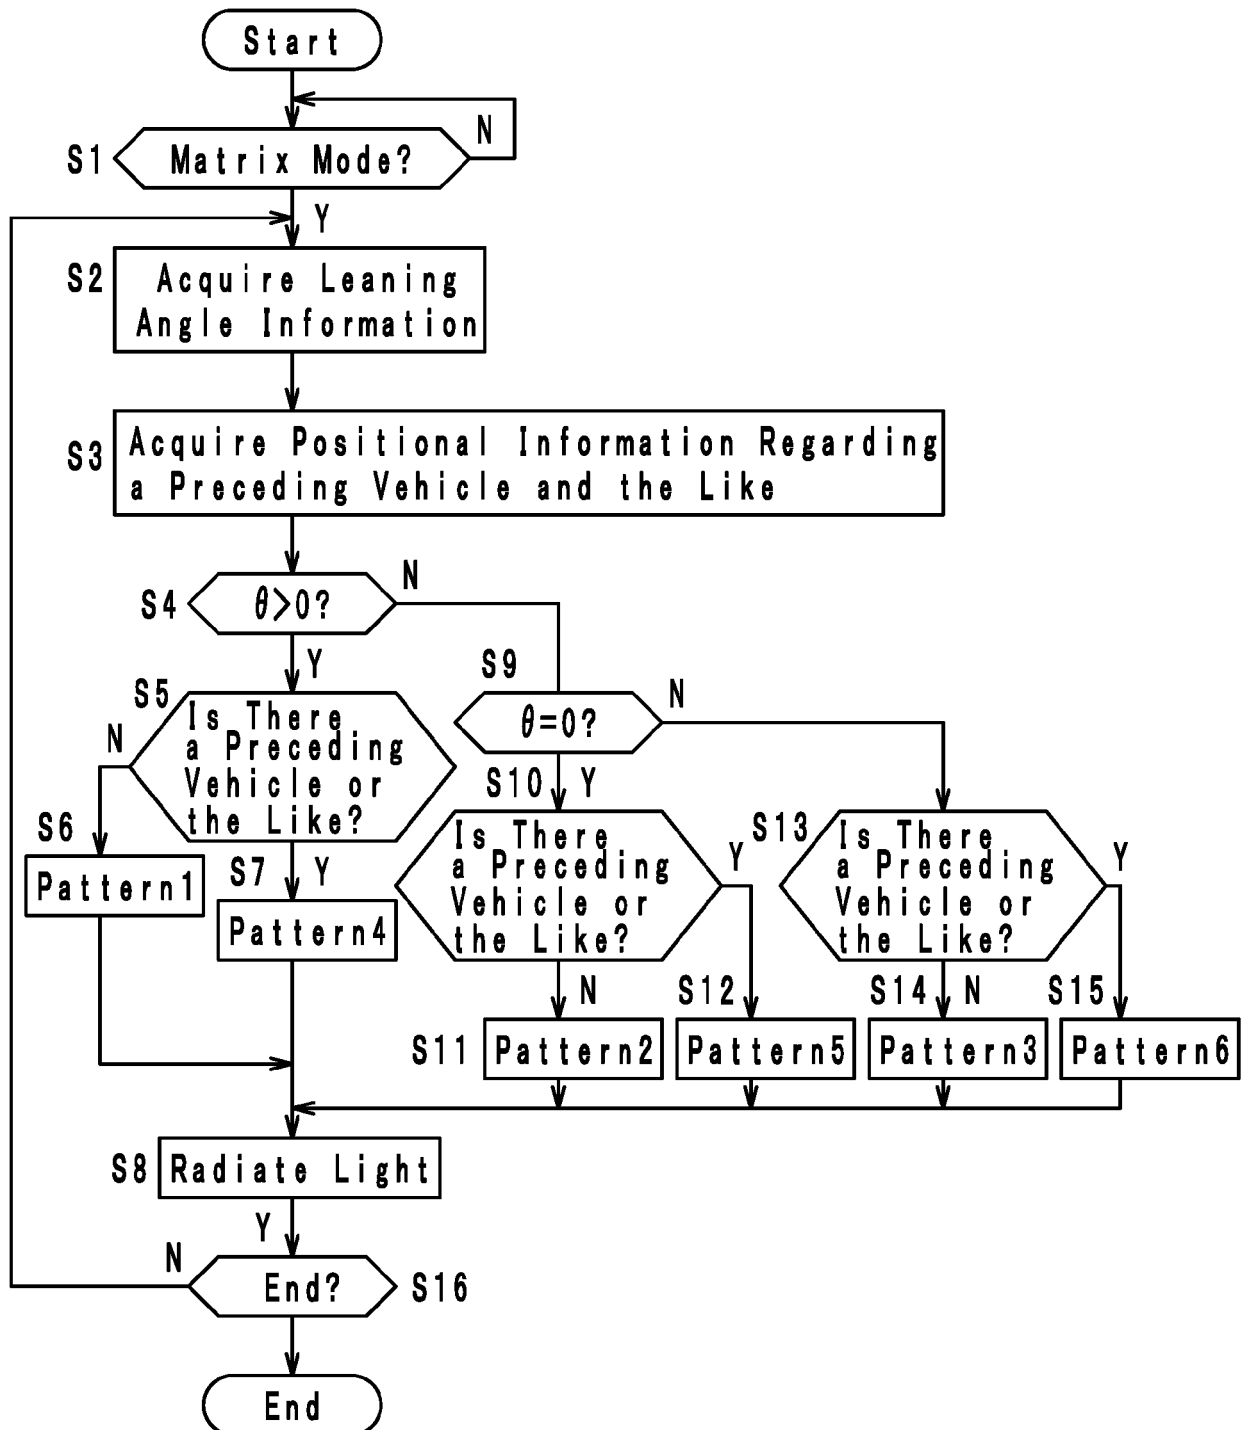 Start
N
S1
Matrix Mode?
Y
S2
Acquire Leaning
Angle Information
S3
Acquire Positional Information Regarding
a Preceding Vehicle and the Like
S4
θ>0?
N
Y
S5
Is There
a Preceding
Vehicle or
the Like?
N
S9
θ=0?
N
S6
Pattern1
S7
Y
Pattern4
S10
Y
Is There
a Preceding
Vehicle or
the Like?
Y
S13
Is There
a Preceding
Vehicle or
the Like?
Y
N
S12
S14
N
S15
S11
Pattern2
Pattern5
Pattern3
Pattern6
S8
Radiate Light
Y
N
End?
S16
End